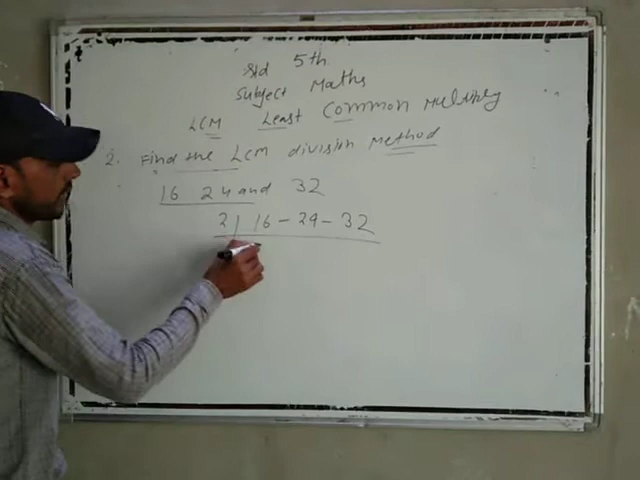 Std 5th
Subject Maths
LCM Least Common Multiply
2. Find the LCM division Method
16 24 and 32
2| 16 - 24 - 32